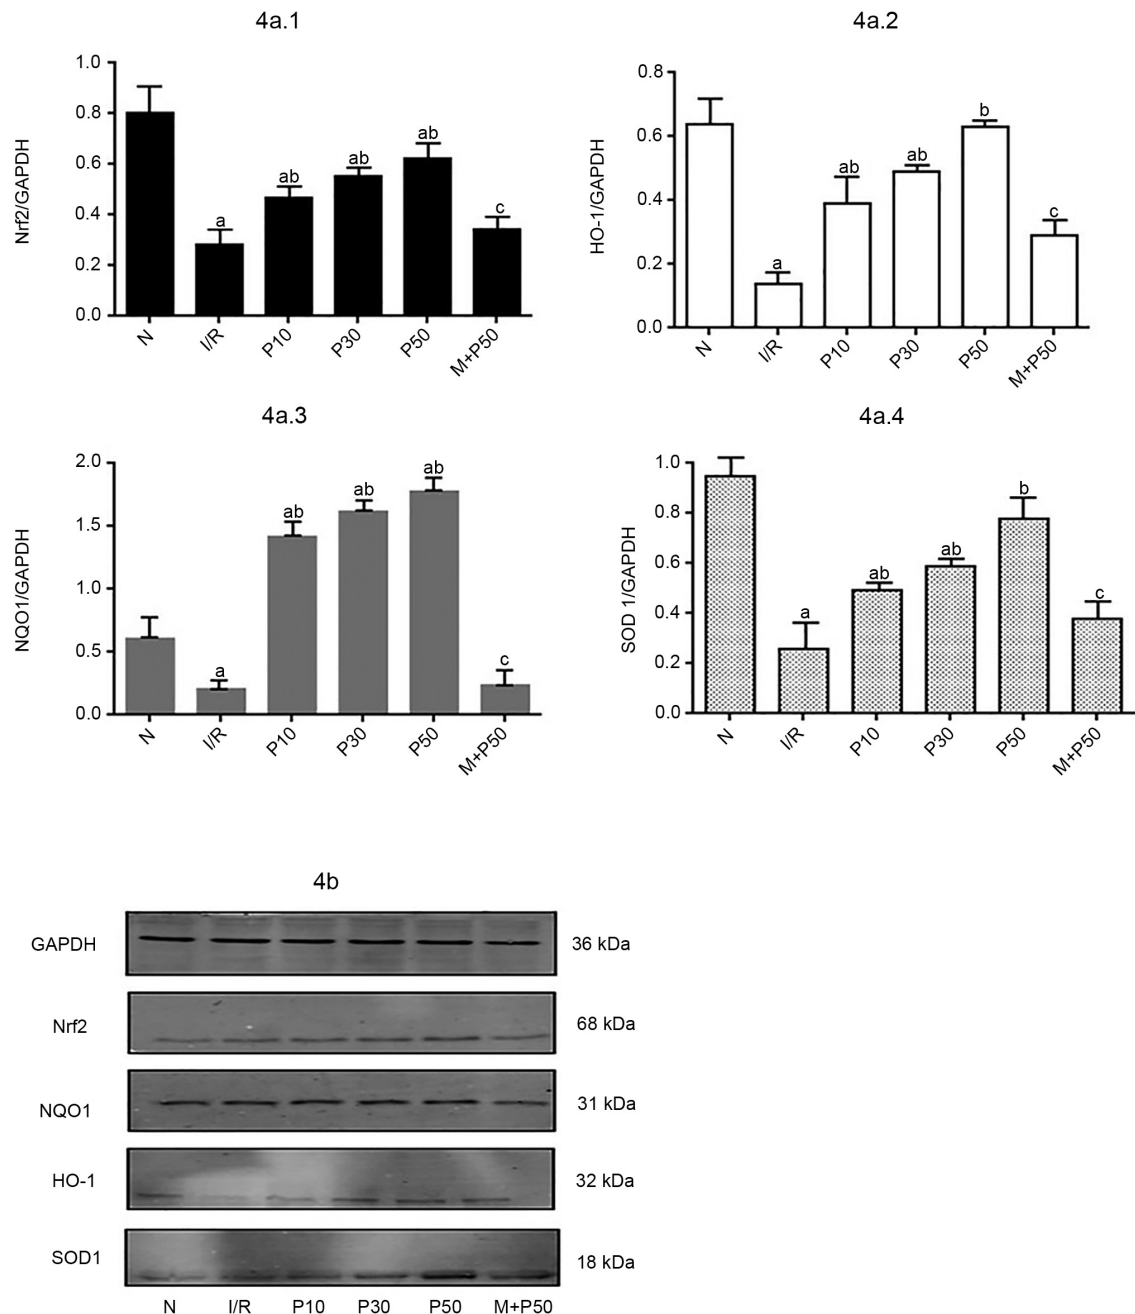 4a.1
1.0
0.8
0.6
0.4
0.2
0.0
Nrf2/GAPDH
a
ab
ab
ab
c
N
I/R
P10
P30
P50
M+P50
4a.2
0.8
0.6
0.4
0.2
0.0
HO-1/GAPDH
a
ab
ab
b
c
N
I/R
P10
P30
P50
M+P50
4a.3
2.0
1.5
1.0
0.5
0.0
NQO1/GAPDH
a
ab
ab
ab
c
N
I/R
P10
P30
P50
M+P50
4a.4
1.0
0.8
0.6
0.4
0.2
0.0
SOD 1/GAPDH
a
ab
ab
b
c
N
I/R
P10
P30
P50
M+P50
4b
GAPDH 36 kDa
Nrf2 68 kDa
NQO1 31 kDa
HO-1 32 kDa
SOD1 18 kDa
N I/R P10 P30 P50 M+P50